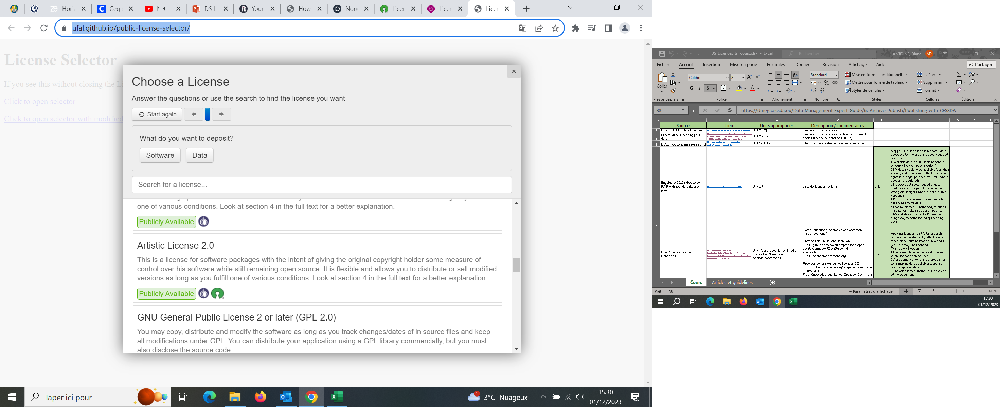 Horiz
Cegi
DS L
Your
How
Norv
Licer
Licer
Licer
ufal.github.io/public-license-selector/
License Selector
If you see this without closing the Li
Click to open selector
Click to open selector with modified
Choose a License
Answer the questions or use the search to find the license you want
Start again
What do you want to deposit?
Software
Data
Search for a license...
one of various conditions. Look at section 4 in the full text for a better explanation.
Publicly Available
Artistic License 2.0
This is a license for software packages with the intent of giving the original copyright holder some measure of
control over his software while still remaining open source. It is flexible and allows you to distribute or sell modified
versions as long as you fulfill one of various conditions. Look at section 4 in the full text for a better explanation.
Publicly Available
GNU General Public License 2 or later (GPL-2.0)
You may copy, distribute and modify the software as long as you track changes/dates of in source files and keep
all modifications under GPL. You can distribute your application using a GPL library commercially, but you must
also disclose the source code.
Taper ici pour
1
3°C Nuageux
15:30
01/12/2023
DS_Licences_tri_cours.xlsx - Excel
Rechercher
ANTOINE, Diane
AD
Fichier Accueil Insertion Mise en page Formules Données Révision Affichage Aide
Partager
Coller
Calibri
8
G I S
Standard
Mise en forme conditionnelle
Mettre sous forme de tableau
Styles de cellules
Insérer
Supprimer
Format
Presse-papiers Police Alignement Nombre Styles Cellules Édition
B3
https://dmeg.cessda.eu/Data-Management-Expert-Guide/6.-Archive-Publish/Publishing-with-CESSDA-
A B C D E F G H I
1 Source Lien Units appropriées Description / commentaires
2 How To FAIR : Data Licences
Unit 2 (3?)
Description des licences
3 Expert Guide, Licensing your
data
Unit 2 + Unit 3
Description des licences (tableau) + comment
choisir (license selector on GitHub)
4 DCC: How to license research d
Unit 1 + Unit 2
Intro (pourquoi) + description des licences ++
5
Engelhardt 2022 : How to be
FAIR with your data (Lesson
plan 9)
Unit 2 ?
Liste de licences (utile ?)
Unit 1
Why you shouldn't license research data :
advocate for the uses and advantages of
licensing :
1.Available data is still usable to others
without a license, so why bother?
2.My data shouldn't be available (yes, they
should, and otherwise do think or usage
rights in a longer perspective; FAIR where
access is restricted)
3.Nobodys data gets reused or gets
credit anyways (hopefully to be proved
wrong with insights into the fact that this
happens)
4.I'll just do it, if somebody requests to
get access to my data.
5.I can be blamed, if somebody misuses
my data, or make false assumptions.
6.My collaborators thinks I'm making
things way to complicated by licensing
data.
Open Science Training
Handbook
Unit 1 (aussi avec lien wikimedia) +
unit 2 + Unit 3 avec outil
opendatacommons
Partie "questions, obstacles and common
misconceptions"
Provides github BeyondOpenDate:
https://github.com/saverkamp/beyond-open-
data/blob/master/DataGuide.md
avec outil :
https://opendatacommons.org
Provides généralités sur les licences CC :
https://upload.wikimedia.org/wikipedia/commons/
8/89/WMBE-
Free_Knowledge_thanks_to_Creative_Commons
Unit 2
Applying licenses to (FAIR) research
outputs (in the abstract), reflect over if
research outputs be made public and if
yes, how may it be licensed?
This topic will cover:
1.The research publishing workflow and
where licences can be used.
2.Assessment criteria and prerequisites
to; a. making data available; b. apply a
license applying data
3.The assessment framework in the end
of the document
Cours
Articles et guidelines
Prêt
Paramètres d'affichage
60 %
15:30
01/12/2023